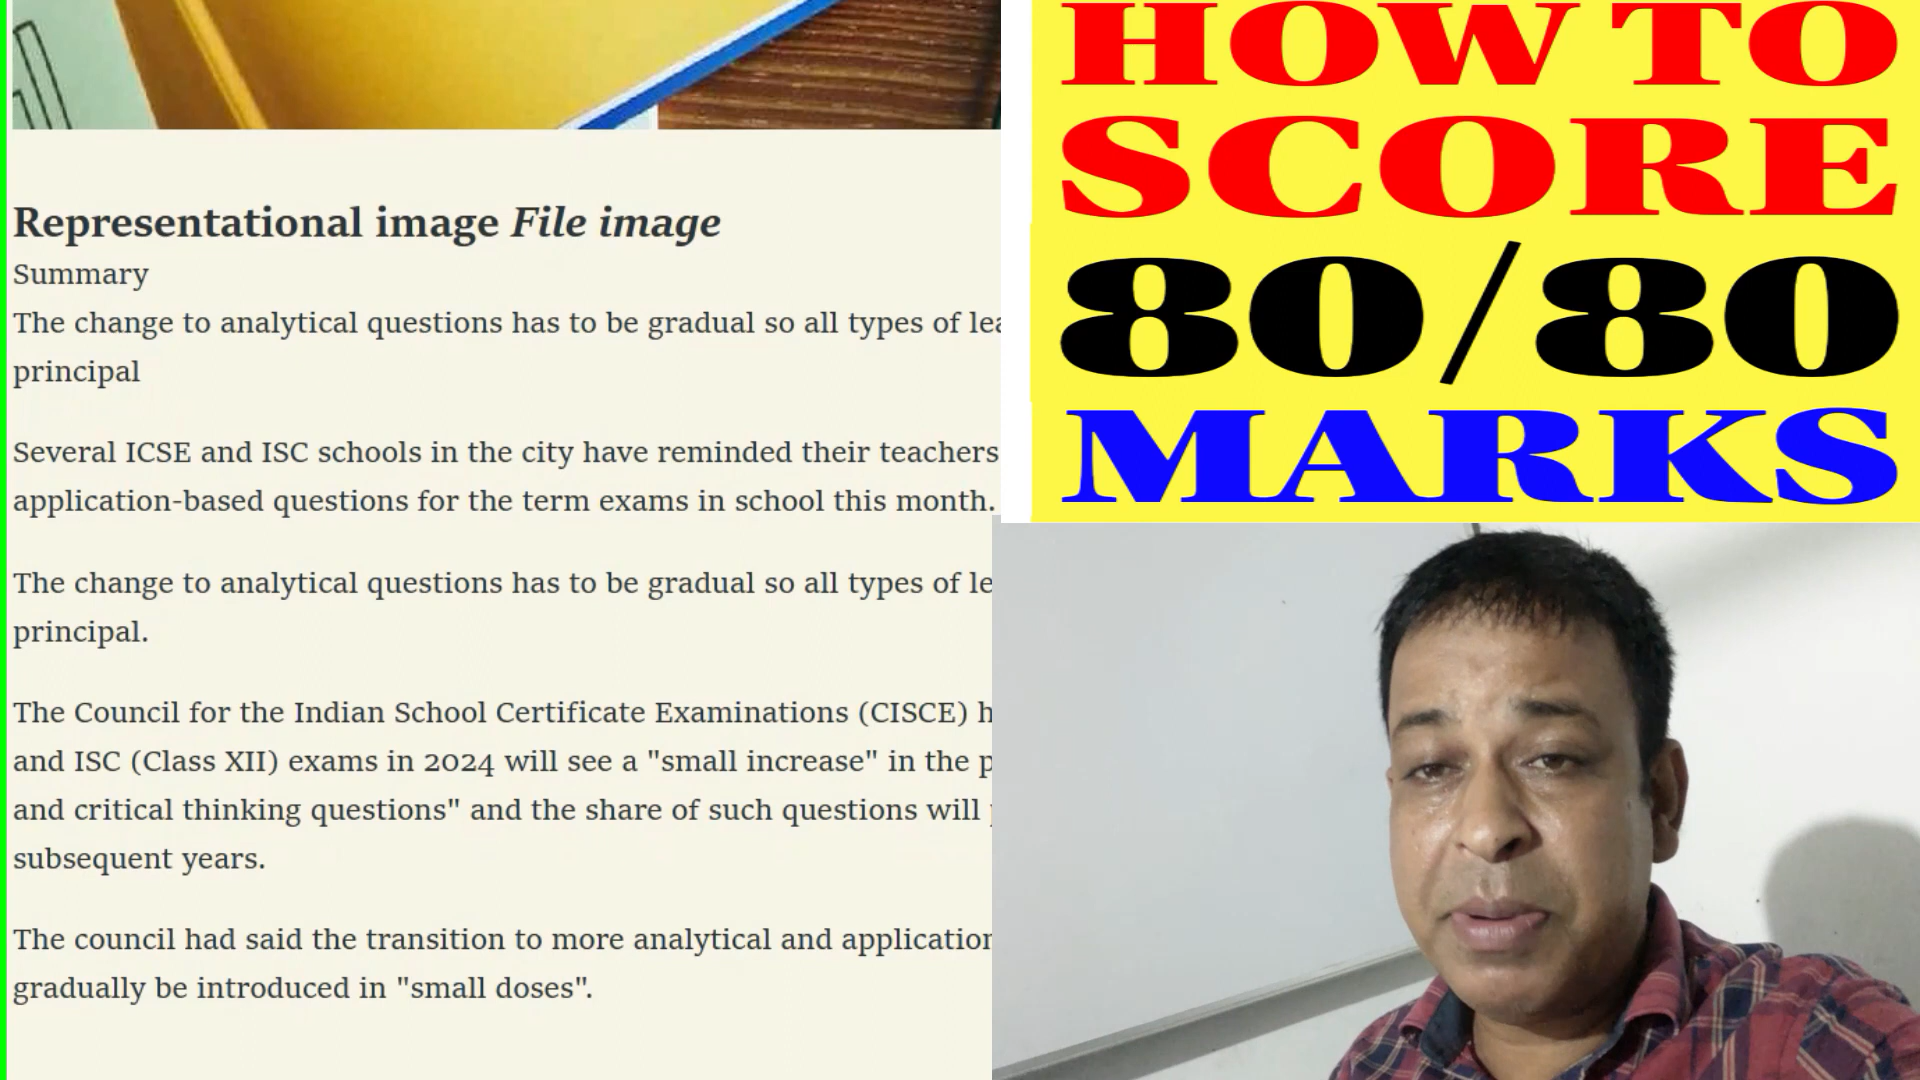 Representational image File image
Summary
The change to analytical questions has to be gradual so all types of
principal
Several ICSE and ISC schools in the city have reminded their teachers
application-based questions for the term exams in school this month.
The change to analytical questions has to be gradual so all types of
principal.
The Council for the Indian School Certificate Examinations (CISCE)
and ISC (Class XII) exams in 2024 will see a "small increase" in the
and critical thinking questions" and the share of such questions will
subsequent years.
The council had said the transition to more analytical and
gradually be introduced in "small doses".
HOW TO
SCORE
80/80
MARKS